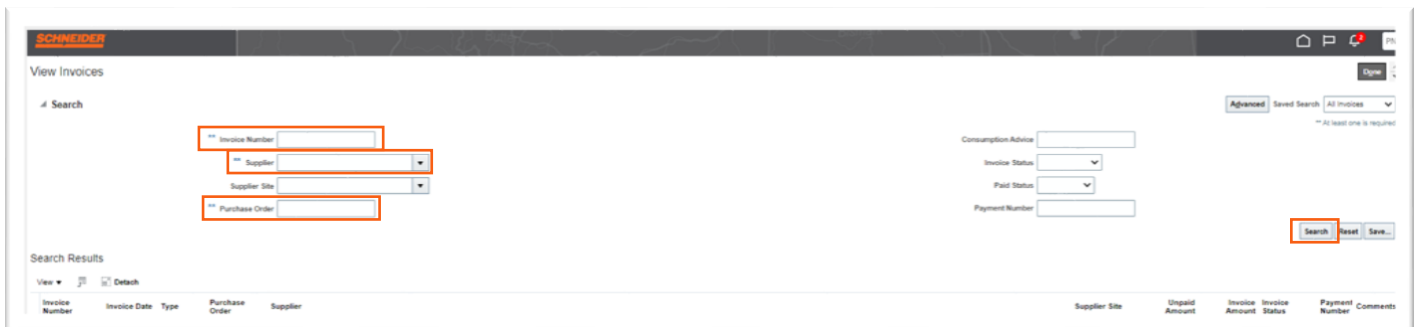 SCHNEIDER
2
View Invoices
Done
Search
Advanced Saved Search All Invoices
** At least one is required
** Invoice Number
Consumption Advice
** Supplier
Invoice Status
Supplier Site
Paid Status
** Purchase Order
Payment Number
Search Reset Save...
Search Results
View Detach
Invoice Number Invoice Date Type Purchase Order Supplier Supplier Site Unpaid Amount Invoice Amount Invoice Status Payment Number Comments